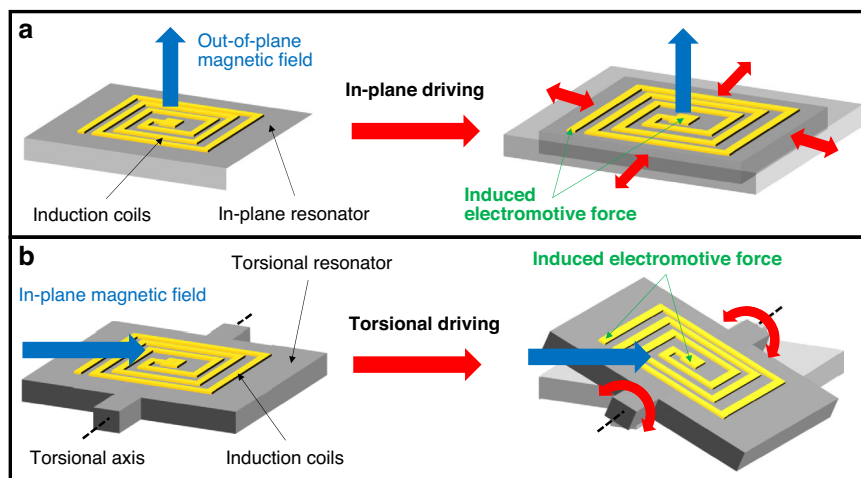 a
Out-of-plane
magnetic field
In-plane driving
Induction coils
In-plane resonator
Induced
electromotive force
b
Torsional resonator
In-plane magnetic field
Induced electromotive force
Torsional driving
Torsional axis
Induction coils